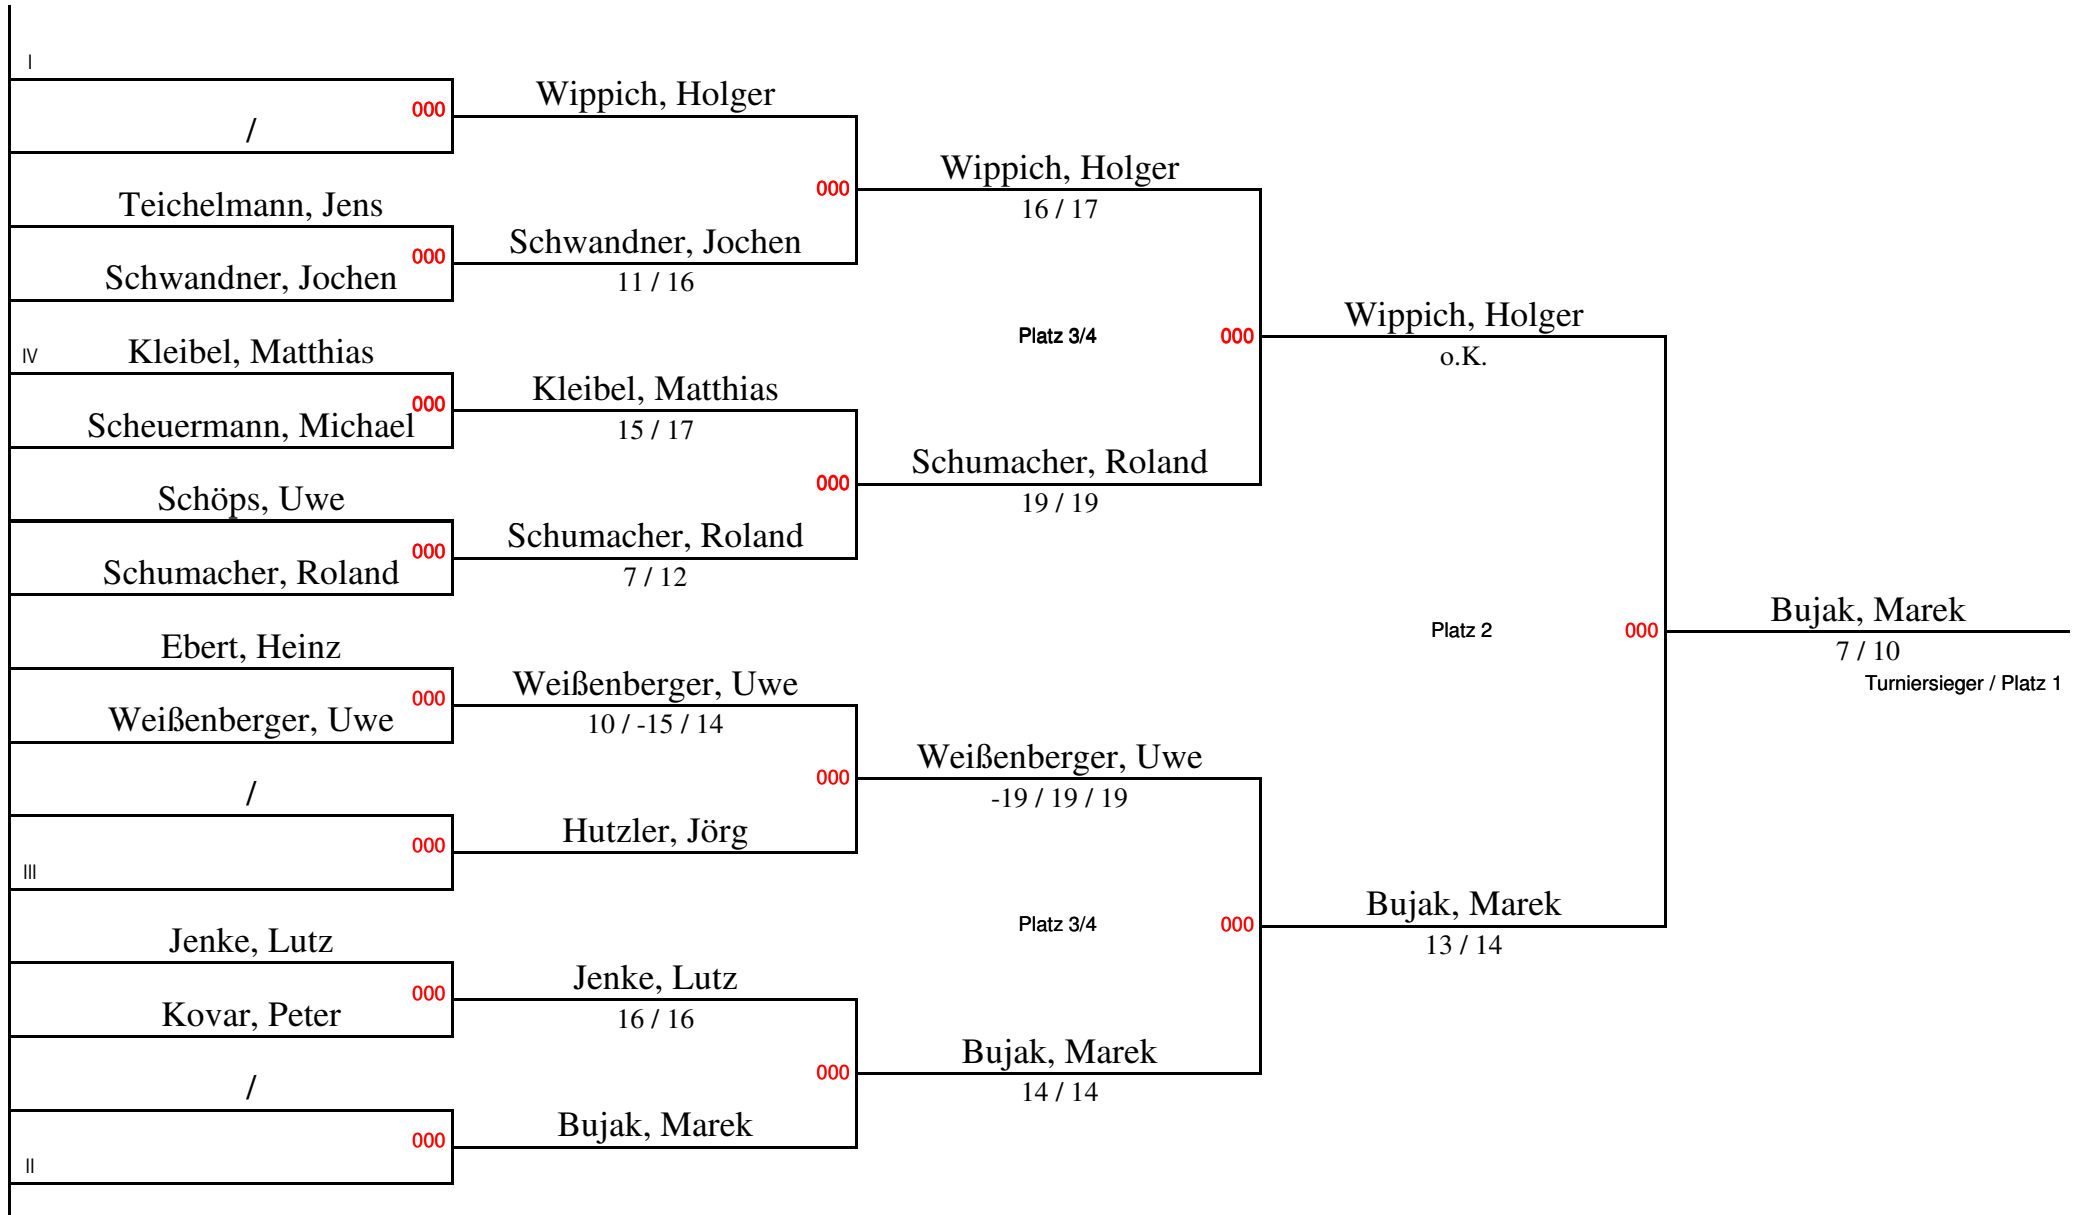 I
000
Wippich, Holger
/
Teichelmann, Jens
000
Schwandner, Jochen
Schwandner, Jochen
11 / 16
000
Wippich, Holger
16 / 17
IV
Kleibel, Matthias
000
Scheuermann, Michael
Kleibel, Matthias
15 / 17
Schöps, Uwe
000
Schumacher, Roland
Schumacher, Roland
7 / 12
000
Schumacher, Roland
19 / 19
Platz 3/4
000
Wippich, Holger
o.K.
Ebert, Heinz
000
Weißenberger, Uwe
Weißenberger, Uwe
10 / -15 / 14
/
000
III
Hutzler, Jörg
000
Weißenberger, Uwe
-19 / 19 / 19
Jenke, Lutz
000
Kovar, Peter
Jenke, Lutz
16 / 16
/
000
II
Bujak, Marek
000
Bujak, Marek
14 / 14
Platz 3/4
000
Bujak, Marek
13 / 14
Platz 2
000
Bujak, Marek
7 / 10
Turniersieger / Platz 1